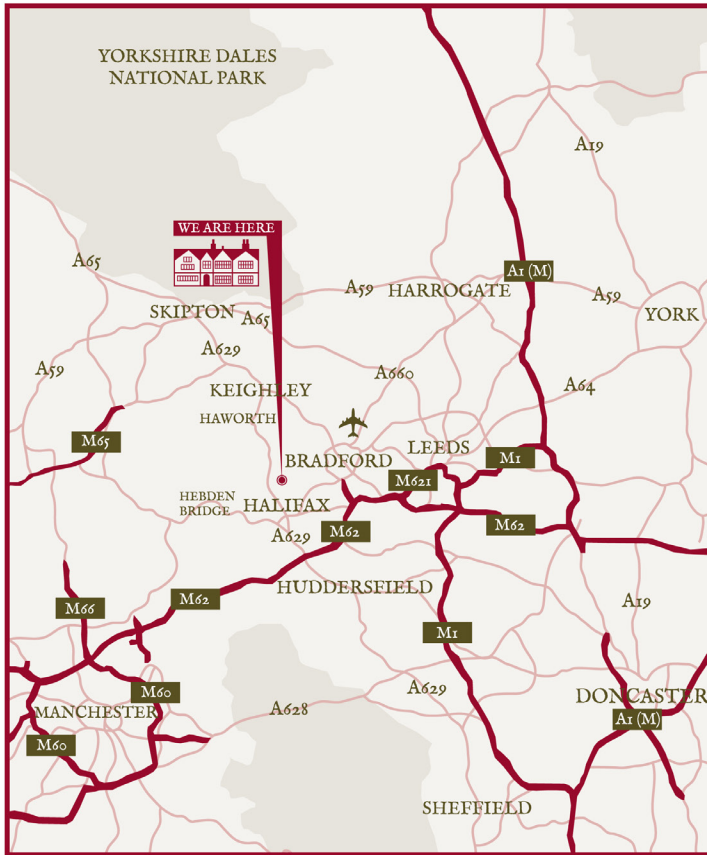 YORKSHIRE DALES
NATIONAL PARK
A19
WE ARE HERE
A65
A1 (M)
A59
HARROGATE
A59
SKIPTON
A65
YORK
A629
A59
A660
A64
KEIGHLEY
HAWORTH
M65
LEEDS
BRADFORD
M1
M621
HEBDEN
BRIDGE
HALIFAX
M62
M62
A629
HUDDERSFIELD
M62
M66
A19
M1
M60
A629
DONCASTER
MANCHESTER
A628
A1 (M)
M60
SHEFFIELD